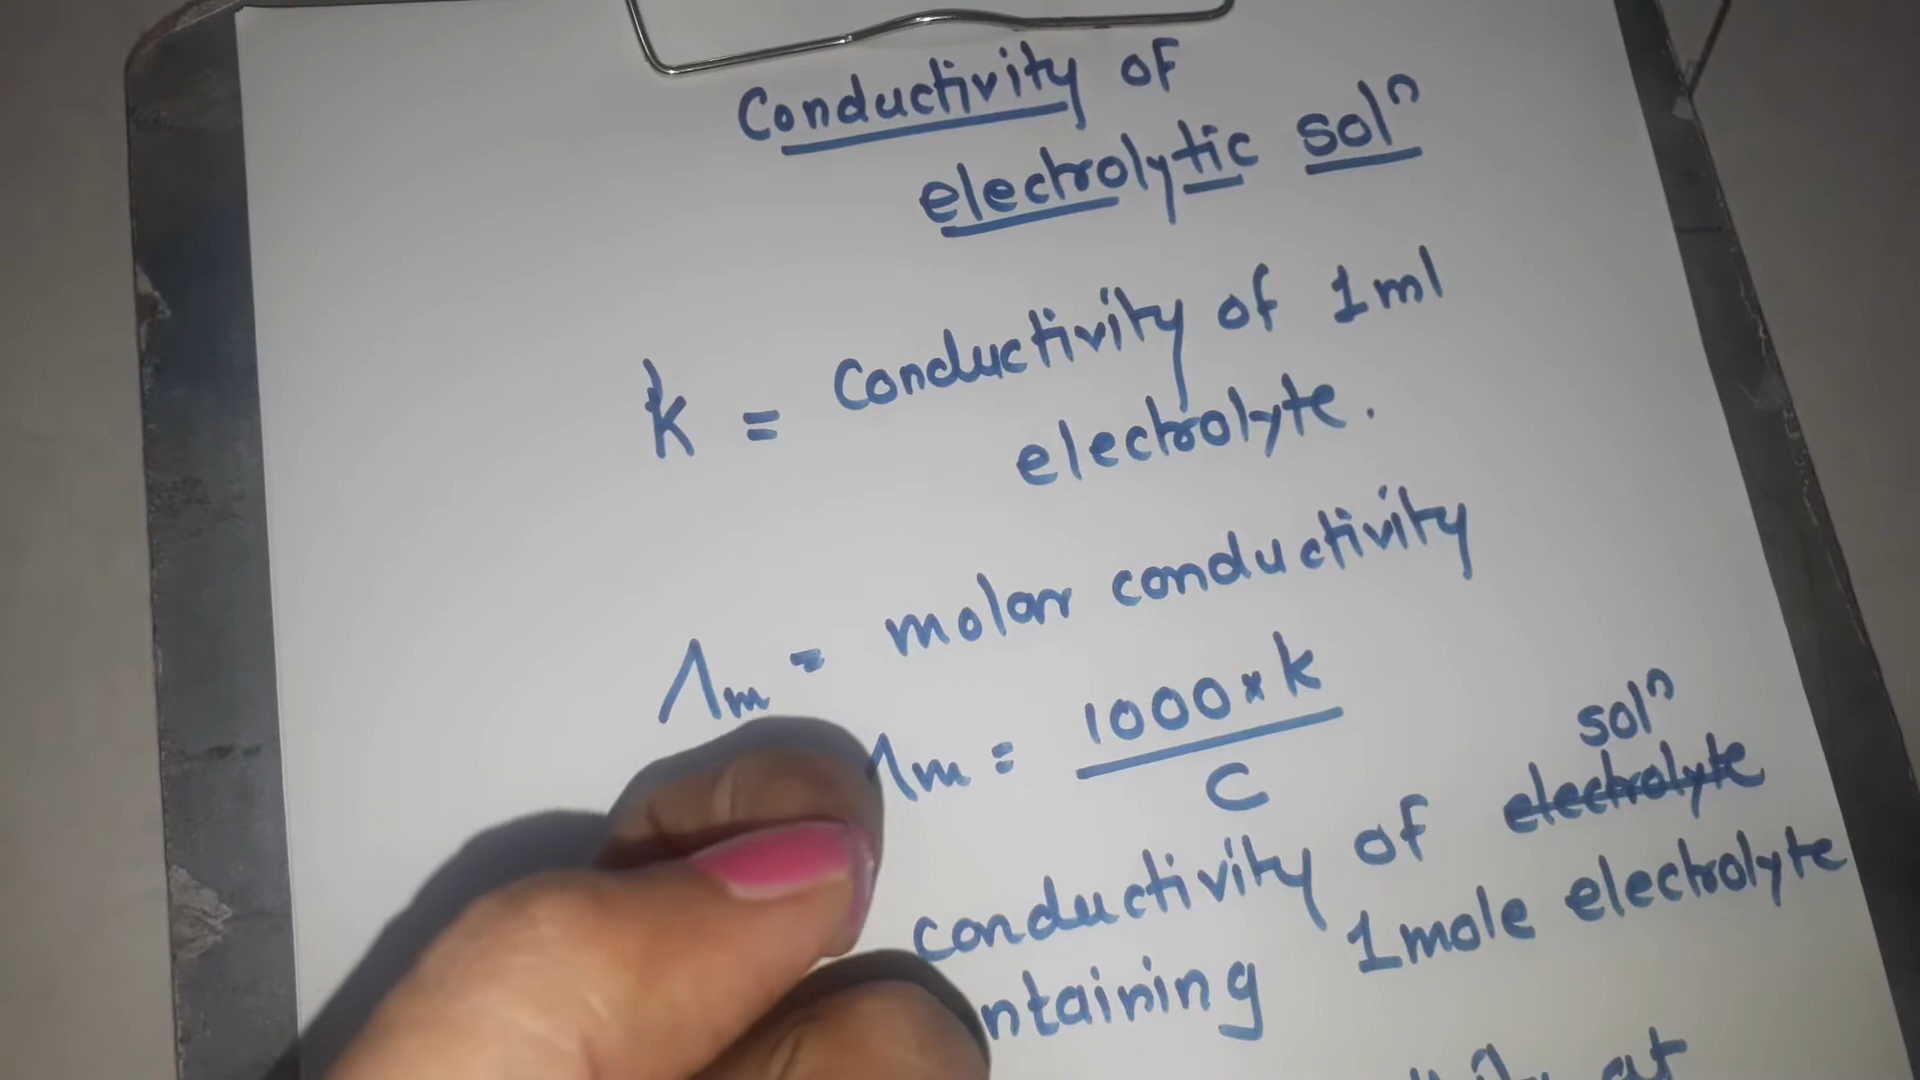 Conductivity of
electrolytic solⁿ
k = Conductivity of 1ml
electrolyte.
Λm = molar conductivity
Λm = 1000 × k / C
solⁿ
conductivity of electrolyte
ntaining 1mole electrolyte
at